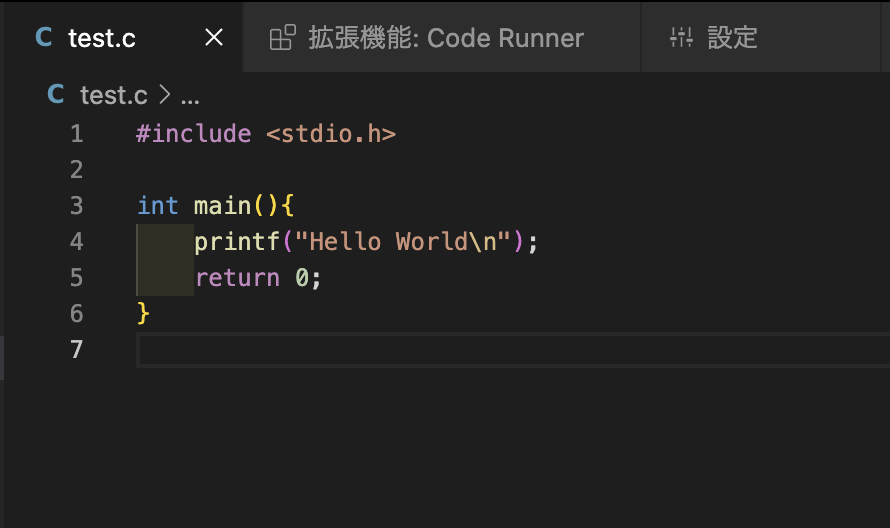 C test.c × 拡張機能: Code Runner 設定
C test.c > ...
1 #include <stdio.h>
2
3 int main(){
4     printf("Hello World\n");
5     return 0;
6 }
7